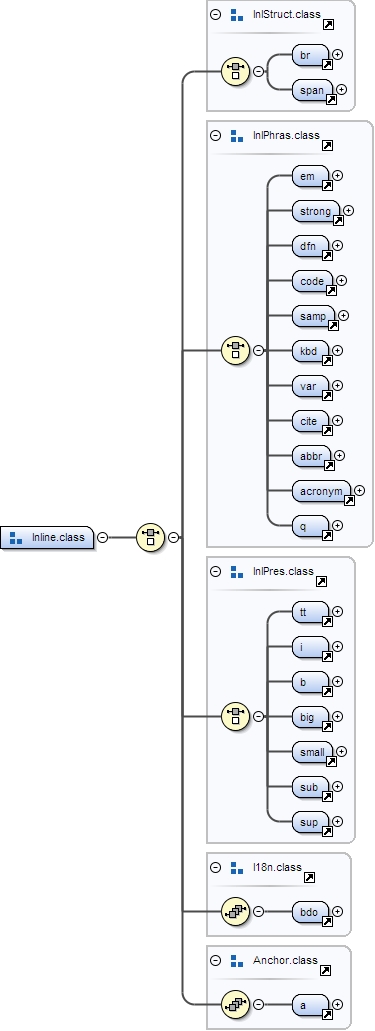 InlStruct.class
br
span
InlPhras.class
em
strong
dfn
code
samp
kbd
var
cite
abbr
acronym
q
Inline.class
InlPres.class
tt
i
b
big
small
sub
sup
I18n.class
bdo
Anchor.class
a